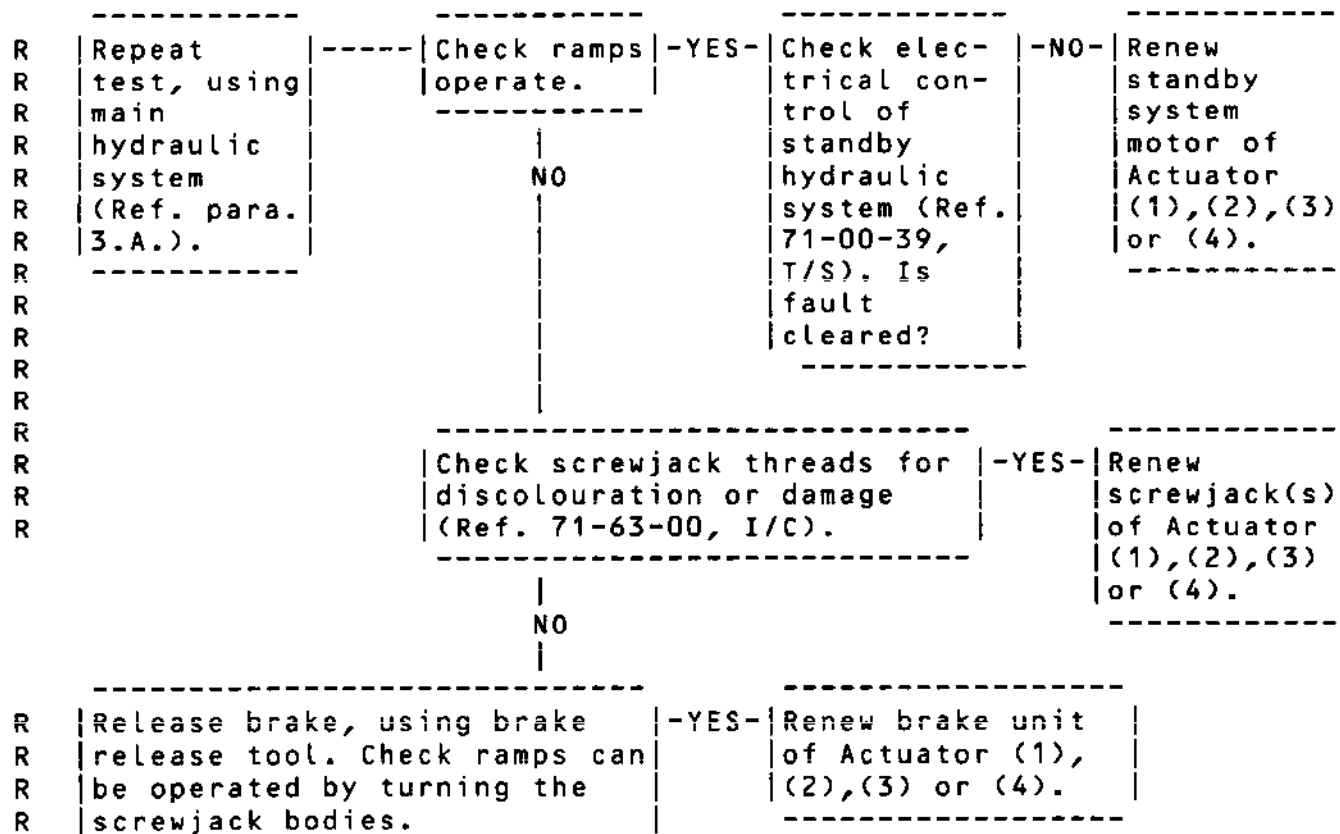 R |Repeat |-----|Check ramps|-YES-|Check elec- |-NO-|Renew
R |test, using| |operate. | |trical con- | |standby
R |main | ----------- |trol of | |system
R |hydraulic | | |standby | |motor of
R |system | NO |hydraulic | |Actuator
R |(Ref. para. | |system (Ref. |(1),(2),(3)
R |3.A.). | |71-00-39, |or (4).
R ----------- |T/S). Is -----------
R |fault
R |cleared?
R ------------
R
R
R |Check screwjack threads for |-YES-|Renew
R |discolouration or damage |screwjack(s)
R |(Ref. 71-63-00, I/C). |of Actuator
|(1),(2),(3)
|or (4).
NO
R |Release brake, using brake |-YES-|Renew brake unit |
R |release tool. Check ramps can| |of Actuator (1), |
R |be operated by turning the | |(2),(3) or (4). |
R |screwjack bodies. |